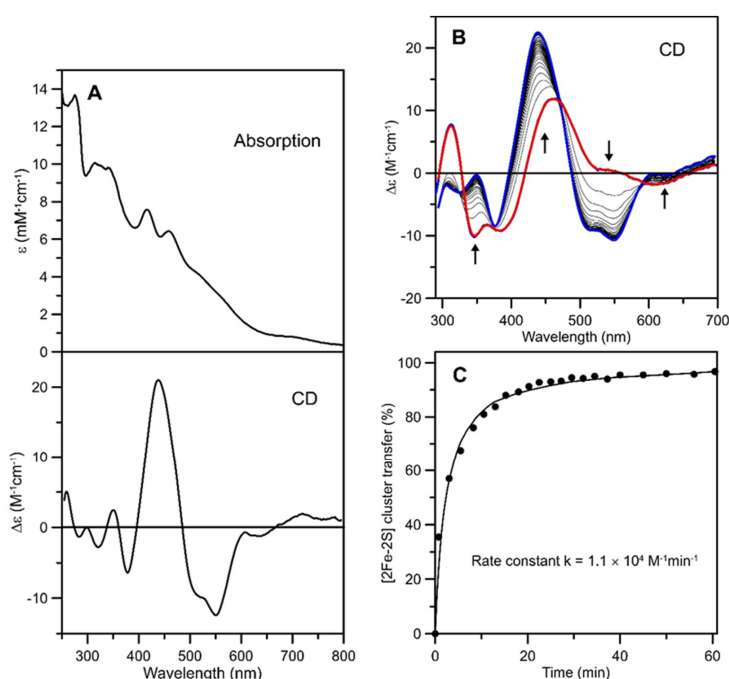 A
Absorption
ε (mM⁻¹cm⁻¹)
14
12
10
8
6
4
2
0
CD
Δε (M⁻¹cm⁻¹)
20
10
0
-10
300 400 500 600 700 800
Wavelength (nm)
B
CD
Δε (M⁻¹cm⁻¹)
20
10
0
-10
-20
300 400 500 600 700
Wavelength (nm)
C
[2Fe-2S] cluster transfer (%)
100
80
60
40
20
0
Rate constant k = 1.1 × 10⁴ M⁻¹min⁻¹
0 20 40 60
Time (min)